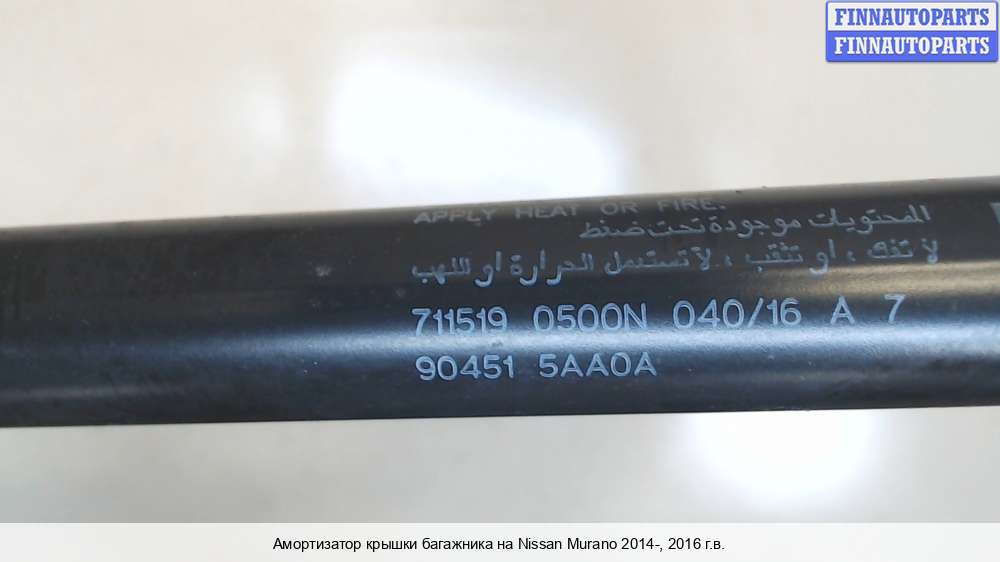 FINNAUTOPARTS
FINNAUTOPARTS
APPLY HEAT OR FIRE.
المحتويات موجودة تحت ضغط
لا تفك ، او تثقب ، لا تستعمل الحرارة او اللهب
711519 0500N 040/16 A 7
90451 5AA0A
Амортизатор крышки багажника на Nissan Murano 2014-, 2016 г.в.